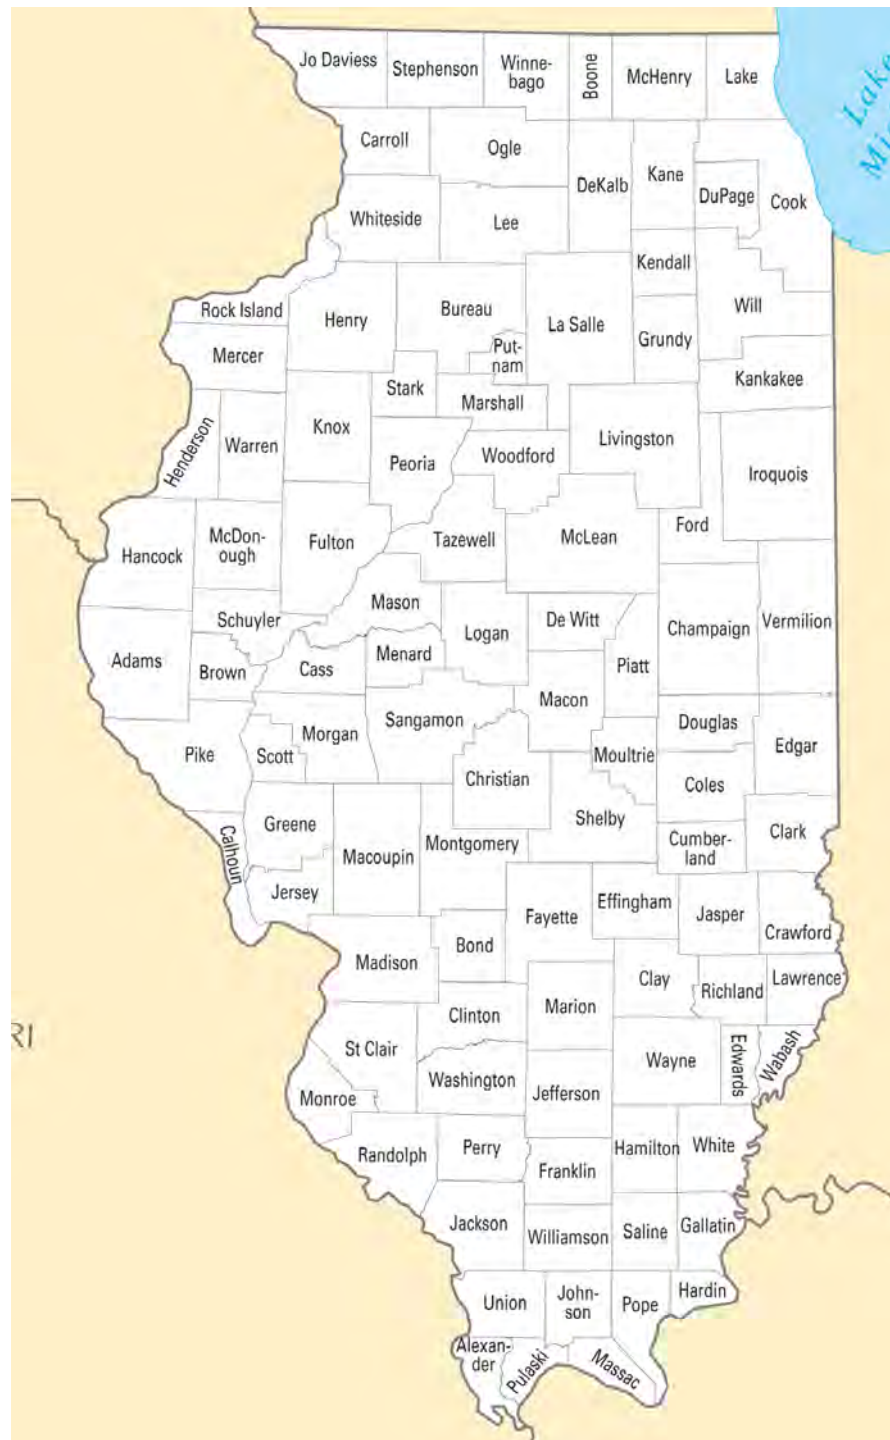 Jo Daviess
Stephenson
Winne-
bago
Boone
McHenry
Lake
Lake
Carroll
Ogle
DeKalb
Kane
DuPage
Cook
Whiteside
Lee
Kendall
Rock Island
Henry
Bureau
La Salle
Grundy
Will
Mercer
Put-
nam
Stark
Marshall
Kankakee
Henderson
Warren
Knox
Peoria
Woodford
Livingston
Iroquois
Hancock
McDon-
ough
Fulton
Tazewell
McLean
Ford
Schuyler
Mason
Logan
De Witt
Champaign
Vermilion
Adams
Brown
Cass
Menard
Piatt
Macon
Pike
Scott
Morgan
Sangamon
Christian
Moultrie
Douglas
Edgar
Coles
Calhoun
Greene
Macoupin
Montgomery
Shelby
Cumber-
land
Clark
Jersey
Fayette
Effingham
Jasper
Crawford
Madison
Bond
Clay
Richland
Lawrence
RI
Clinton
Marion
St Clair
Washington
Jefferson
Wayne
Edwards
Wabash
Monroe
Randolph
Perry
Franklin
Hamilton
White
Jackson
Williamson
Saline
Gallatin
Union
John-
son
Pope
Hardin
Alexan-
der
Pulaski
Massac